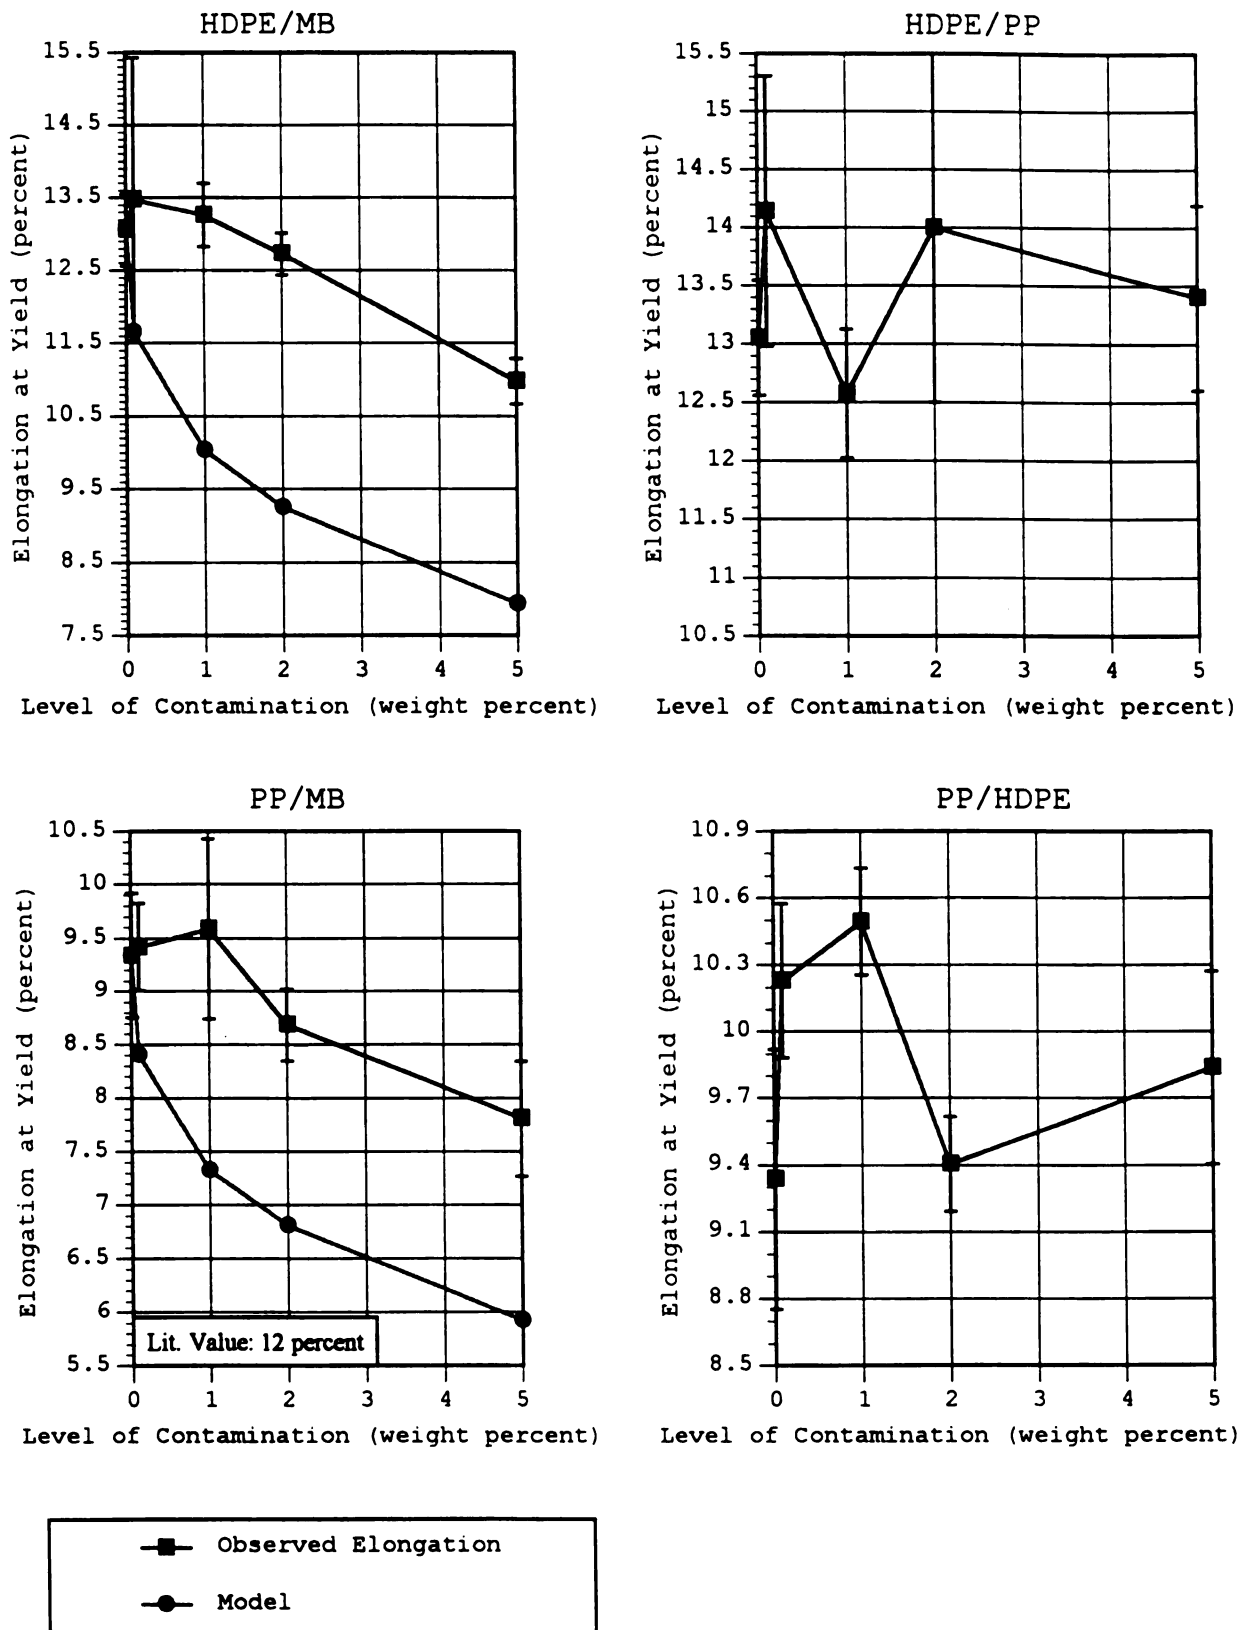 HDPE/MB
Elongation at Yield (percent)
15.5
14.5
13.5
12.5
11.5
10.5
9.5
8.5
7.5
0 1 2 3 4 5
Level of Contamination (weight percent)
HDPE/PP
Elongation at Yield (percent)
15.5
15
14.5
14
13.5
13
12.5
12
11.5
11
10.5
0 1 2 3 4 5
Level of Contamination (weight percent)
PP/MB
Elongation at Yield (percent)
10.5
10
9.5
9
8.5
8
7.5
7
6.5
6
5.5
Lit. Value: 12 percent
0 1 2 3 4 5
Level of Contamination (weight percent)
PP/HDPE
Elongation at Yield (percent)
10.9
10.6
10.3
10
9.7
9.4
9.1
8.8
8.5
0 1 2 3 4 5
Level of Contamination (weight percent)
Observed Elongation
Model